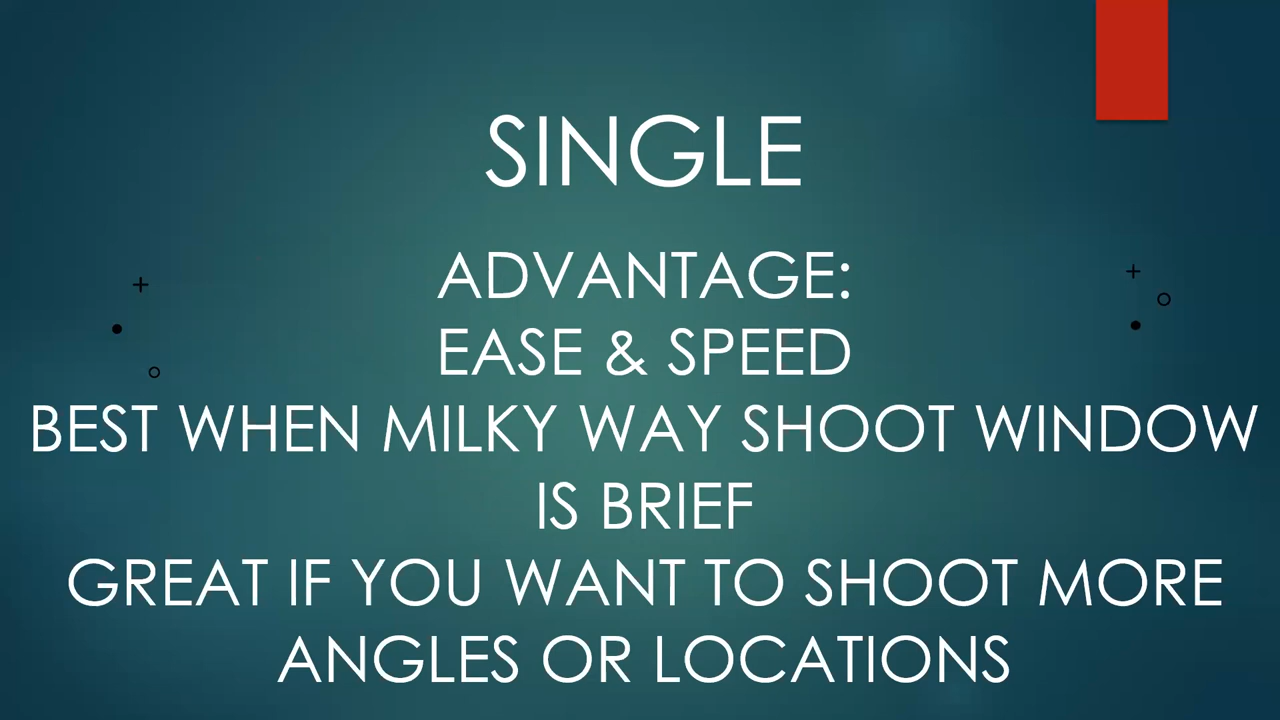 SINGLE
ADVANTAGE:
EASE & SPEED
BEST WHEN MILKY WAY SHOOT WINDOW
IS BRIEF
GREAT IF YOU WANT TO SHOOT MORE
ANGLES OR LOCATIONS